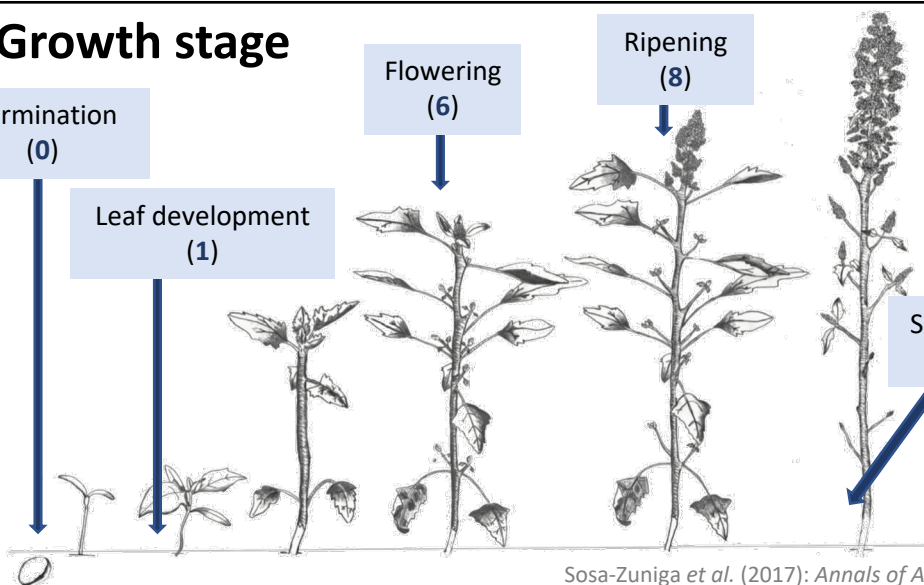 Growth stage
rmination
(0)
Leaf development
(1)
Flowering
(6)
Ripening
(8)
S
Sosa-Zuniga et al. (2017): Annals of A